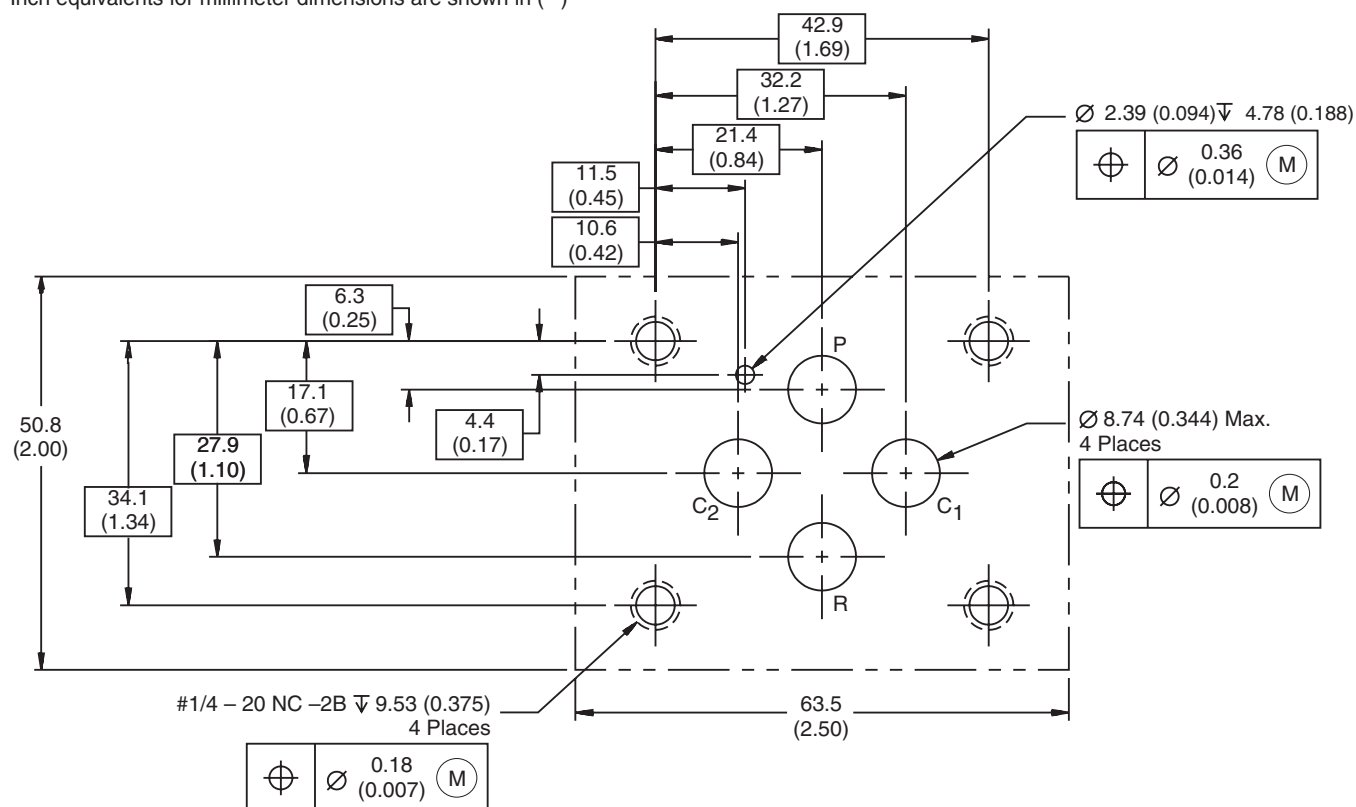 Inch equivalents for millimeter dimensions are shown in ( )
42.9
(1.69)
32.2
(1.27)
21.4
(0.84)
11.5
(0.45)
10.6
(0.42)
6.3
(0.25)
17.1
(0.67)
4.4
(0.17)
27.9
(1.10)
34.1
(1.34)
50.8
(2.00)
63.5
(2.50)
P
C2
C1
R
Ø 2.39 (0.094)↧ 4.78 (0.188)
⌖ Ø 0.36
(0.014) Ⓜ
Ø 8.74 (0.344) Max.
4 Places
⌖ Ø 0.2
(0.008) Ⓜ
#1/4 – 20 NC –2B ↧ 9.53 (0.375)
4 Places
⌖ Ø 0.18
(0.007) Ⓜ